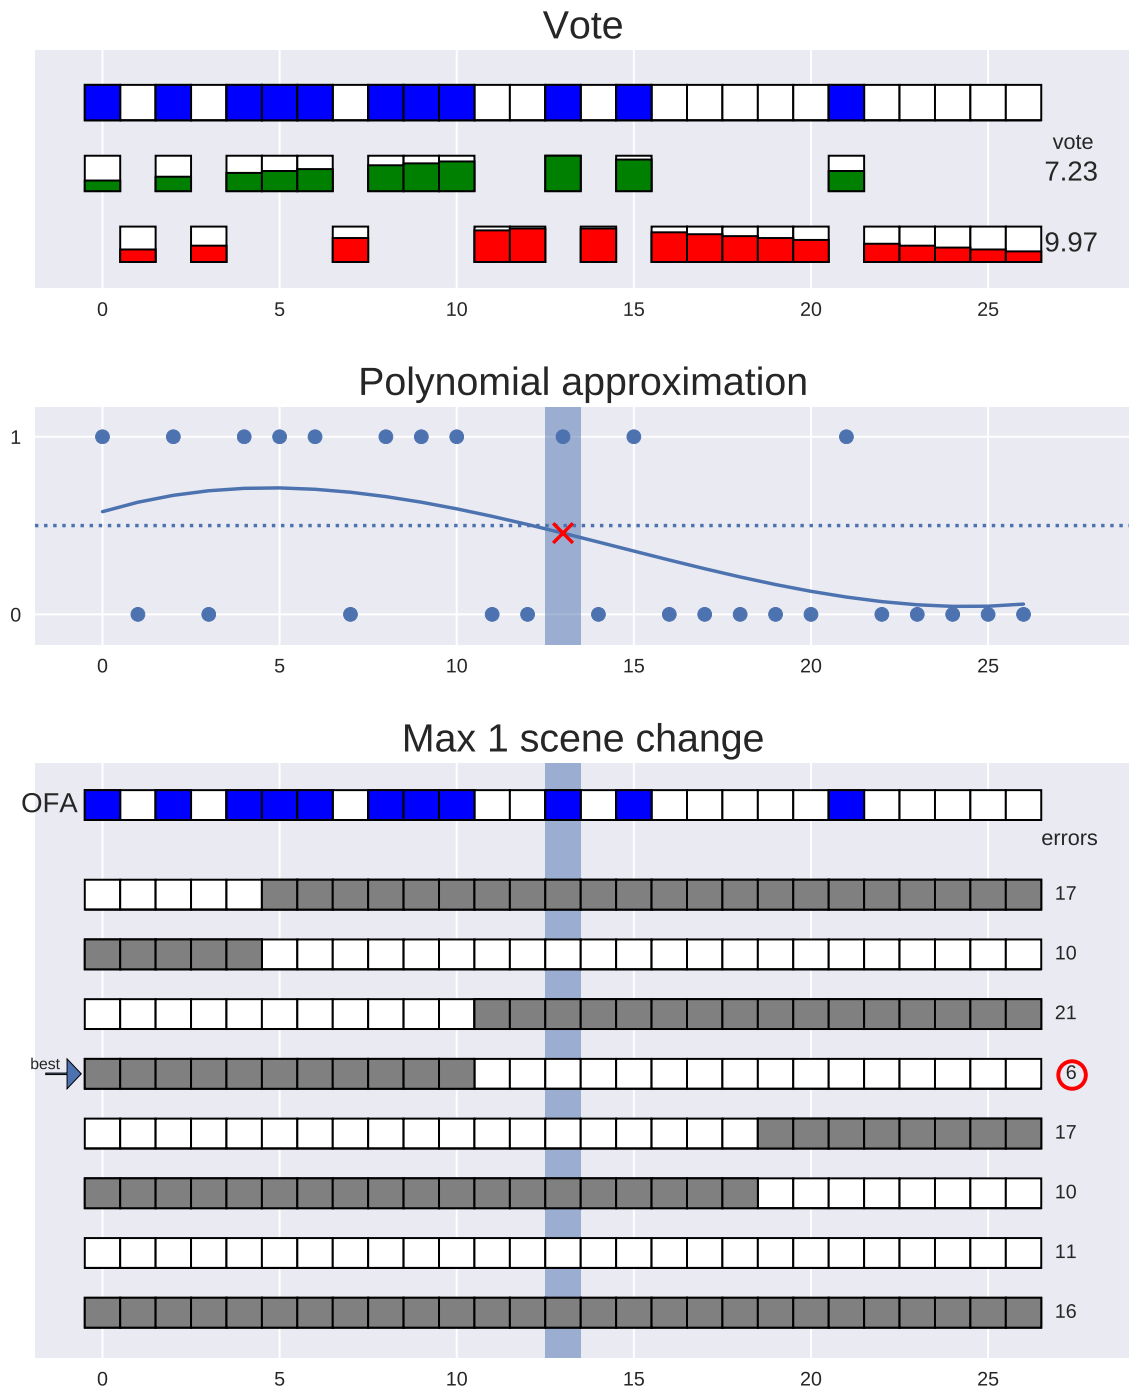 Vote
vote
7.23
9.97
0 5 10 15 20 25
Polynomial approximation
1
0
0 5 10 15 20 25
Max 1 scene change
OFA
errors
17
10
21
best 6
17
10
11
16
0 5 10 15 20 25